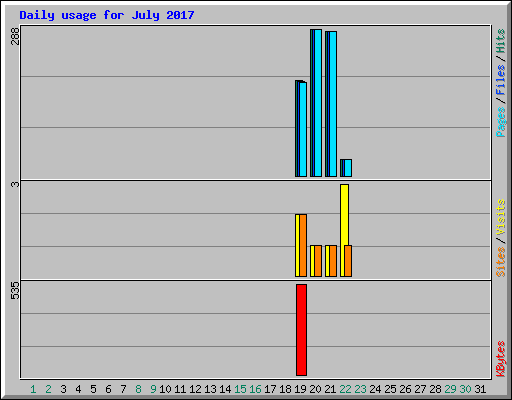 Daily usage for July 2017
288
Pages/Files/Hits
3
Sites/Visits
535
KBytes
1 2 3 4 5 6 7 8 9 10 11 12 13 14 15 16 17 18 19 20 21 22 23 24 25 26 27 28 29 30 31